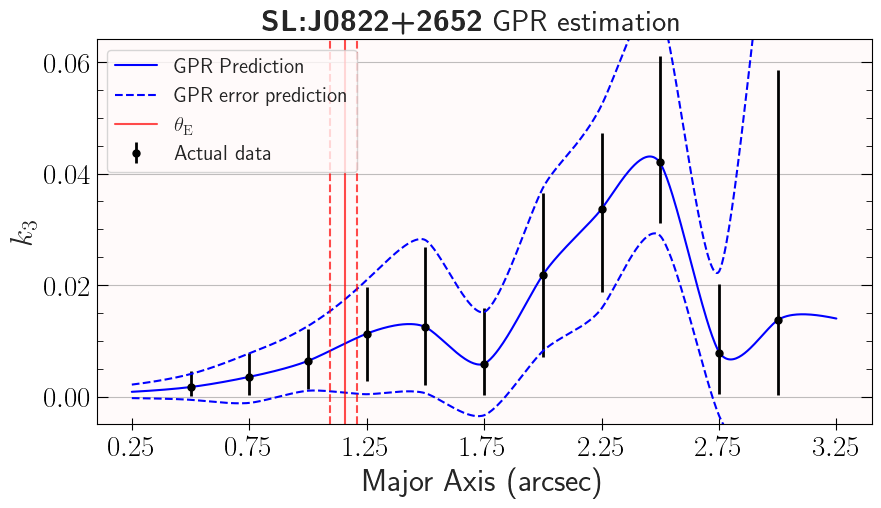 SL:J0822+2652 GPR estimation
GPR Prediction
GPR error prediction
θE
Actual data
k3
0.06
0.04
0.02
0.00
0.25 0.75 1.25 1.75 2.25 2.75 3.25
Major Axis (arcsec)